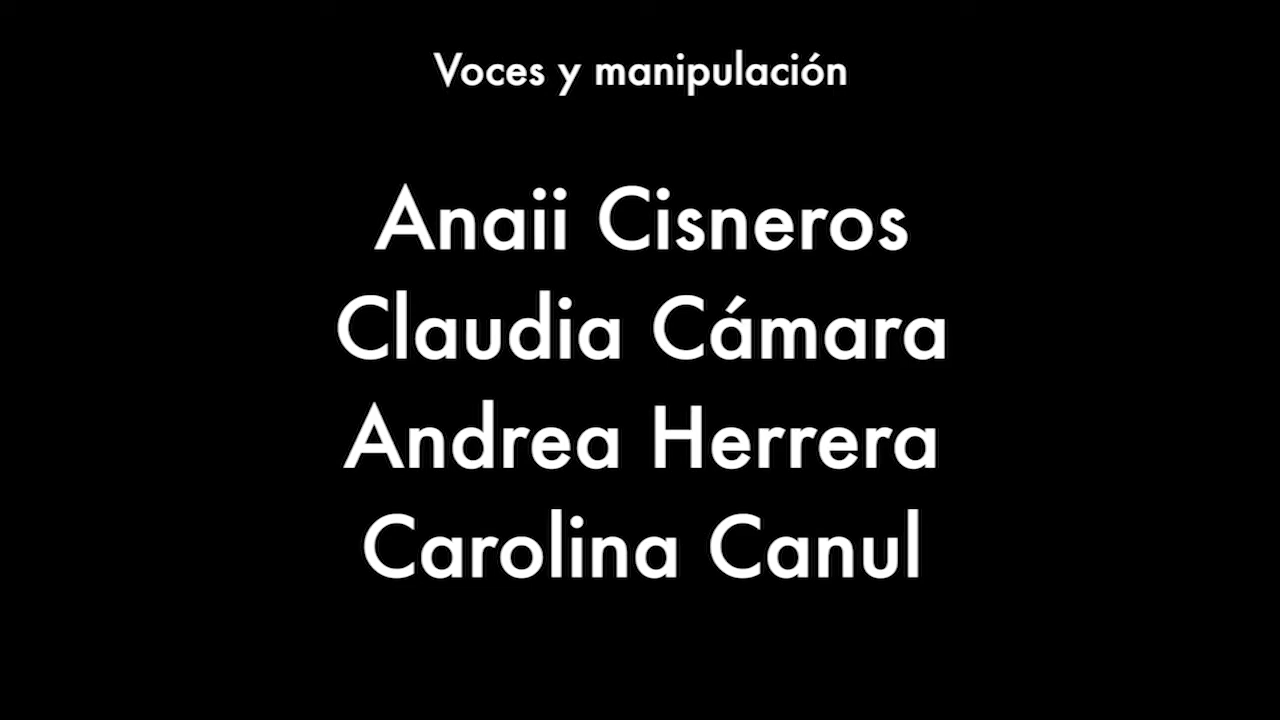 Voces y manipulación
Anaii Cisneros
Claudia Cámara
Andrea Herrera
Carolina Canul